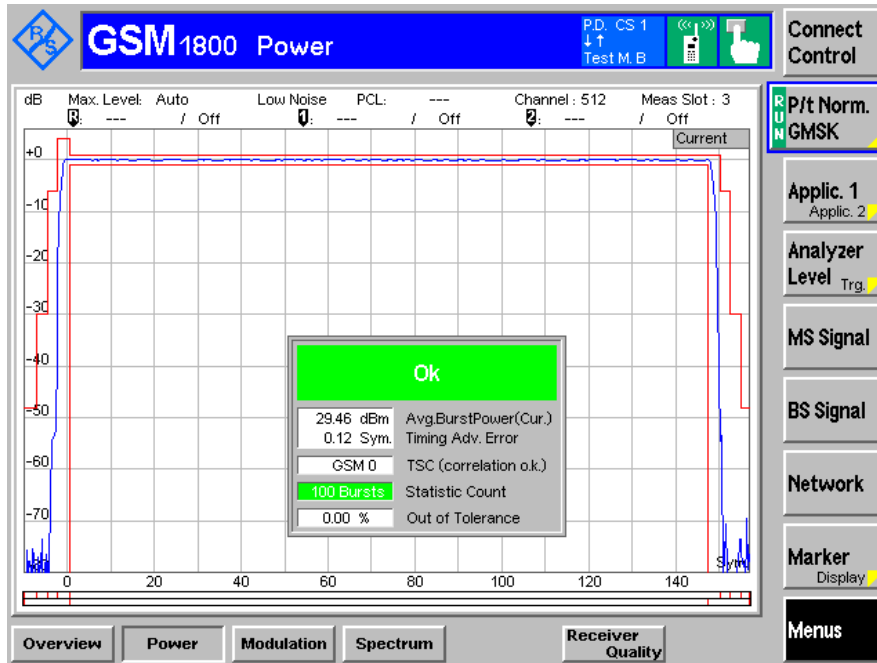 R/S
GSM1800 Power
P.D. CS 1
Test M. B
Connect Control
dB Max. Level: Auto Low Noise PCL: --- Channel : 512 Meas Slot : 3
R: --- / Off 1: --- / Off 2: --- / Off
Current
RUN
P/t Norm. GMSK
Applic. 1
Applic. 2
Analyzer Level Trg.
MS Signal
BS Signal
Network
Marker
Display
Menus
+0
-10
-20
-30
-40
-50
-60
-70
Ok
29.46 dBm Avg.BurstPower(Cur.)
0.12 Sym. Timing Adv. Error
GSM 0 TSC (correlation o.k.)
100 Bursts Statistic Count
0.00 % Out of Tolerance
0 20 40 60 80 100 120 140
Overview Power Modulation Spectrum Receiver Quality